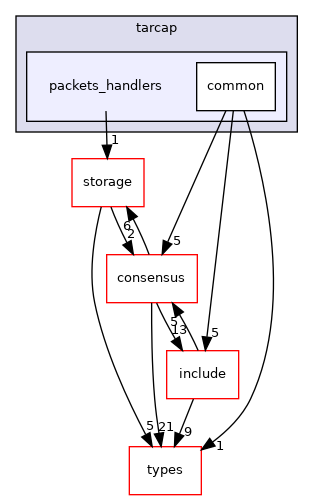 tarcap
packets_handlers
common
1
storage
6
2
5
consensus
5
13
5
include
5
21
9
1
types